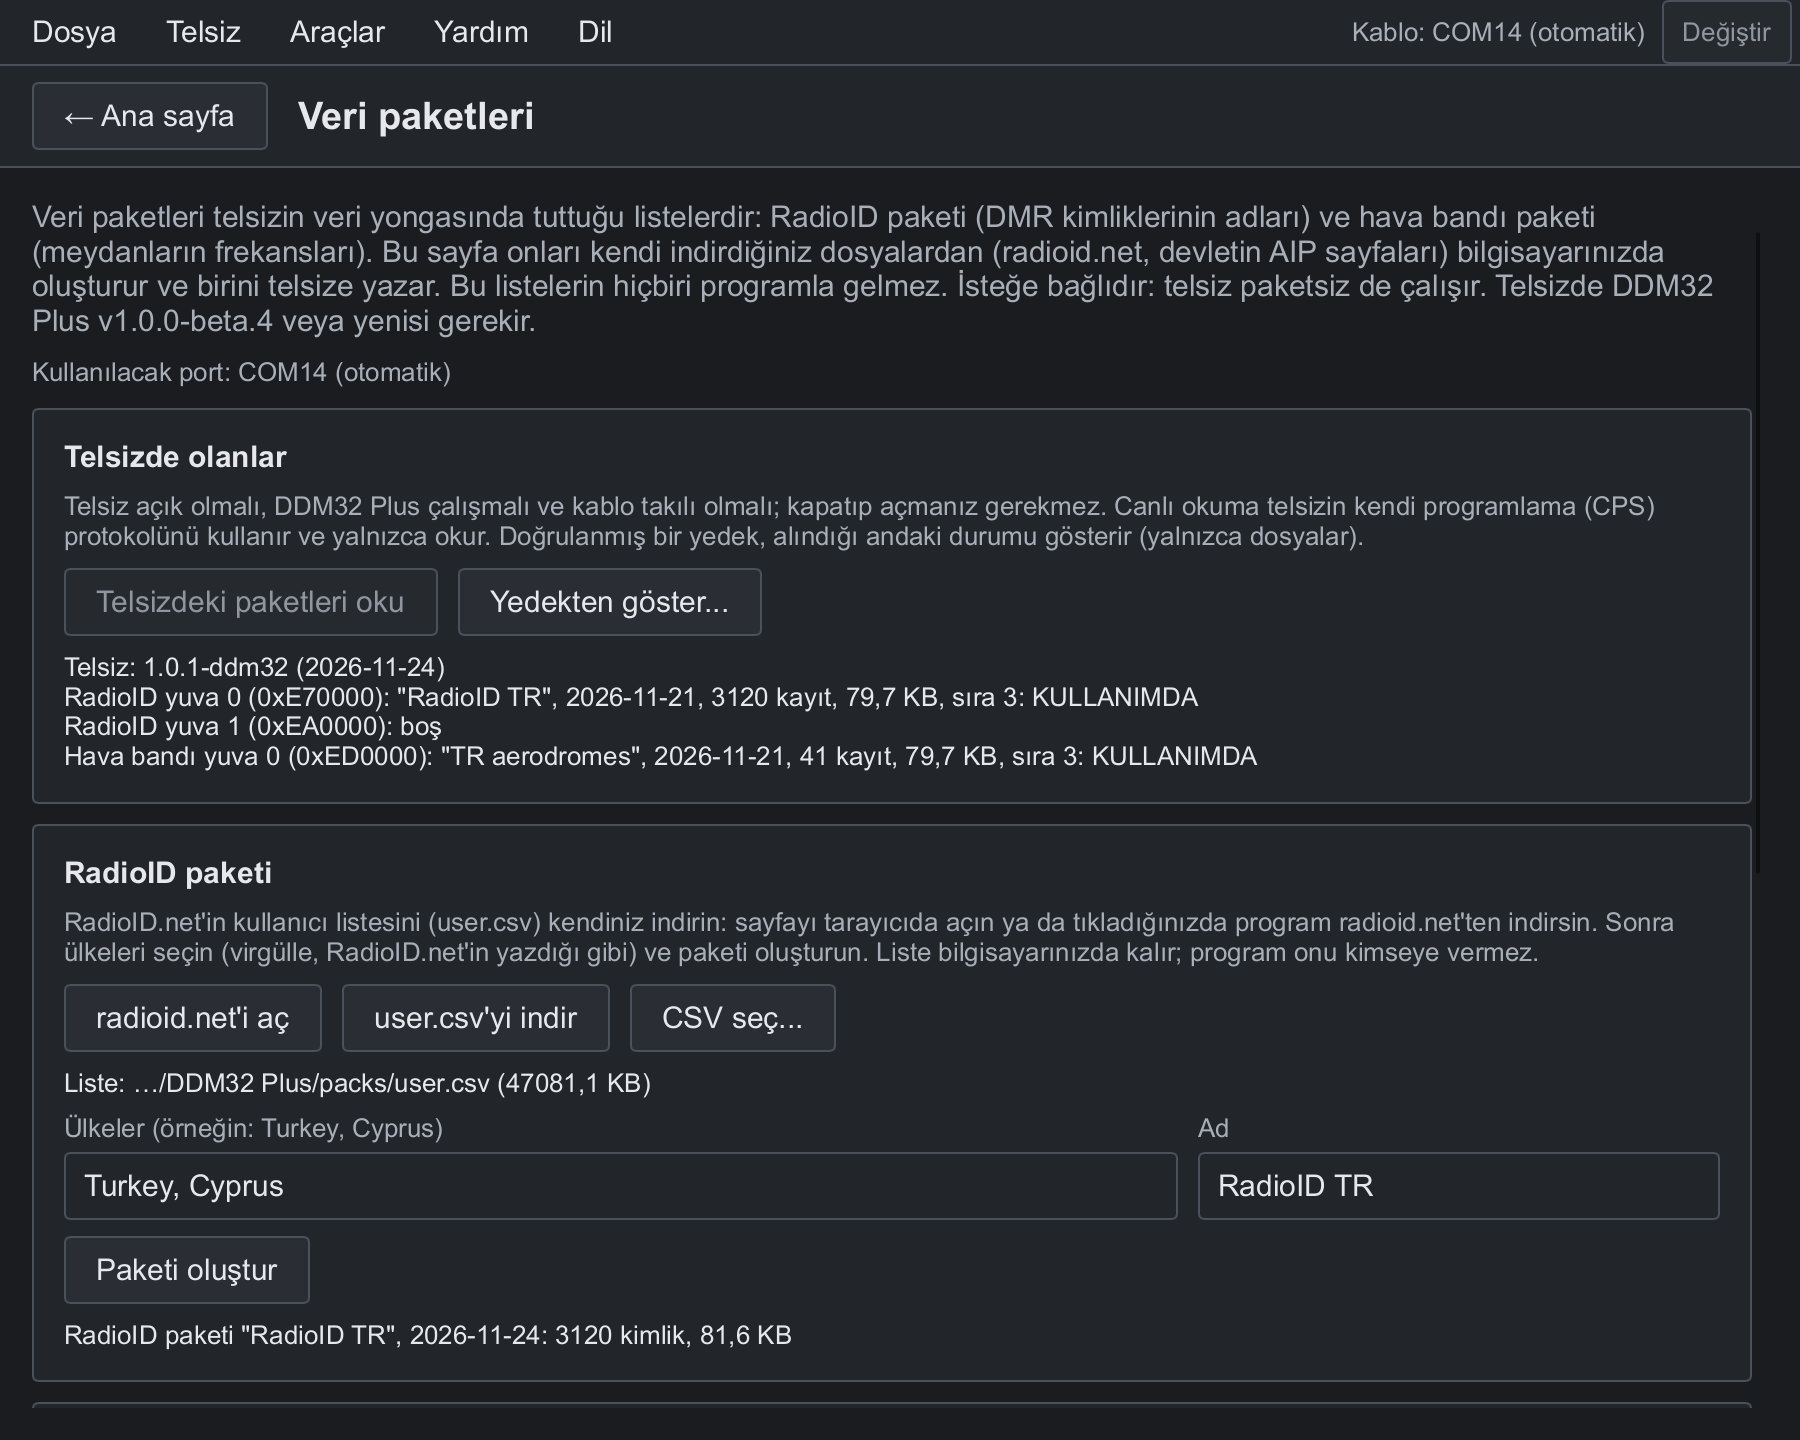 Dosya Telsiz Araçlar Yardım Dil Kablo: COM14 (otomatik) Değiştir
← Ana sayfa Veri paketleri
Veri paketleri telsizin veri yongasında tuttuğu listelerdir: RadioID paketi (DMR kimliklerinin adları) ve hava bandı paketi
(meydanların frekansları). Bu sayfa onları kendi indirdiğiniz dosyalardan (radioid.net, devletin AIP sayfaları) bilgisayarınızda
oluşturur ve birini telsize yazar. Bu listelerin hiçbiri programla gelmez. İsteğe bağlıdır: telsiz paketsiz de çalışır. Telsizde DDM32
Plus v1.0.0-beta.4 veya yenisi gerekir.
Kullanılacak port: COM14 (otomatik)
Telsizde olanlar
Telsiz açık olmalı, DDM32 Plus çalışmalı ve kablo takılı olmalı; kapatıp açmanız gerekmez. Canlı okuma telsizin kendi programlama (CPS)
protokolünü kullanır ve yalnızca okur. Doğrulanmış bir yedek, alındığı andaki durumu gösterir (yalnızca dosyalar).
Telsizdeki paketleri oku Yedekten göster...
Telsiz: 1.0.1-ddm32 (2026-11-24)
RadioID yuva 0 (0xE70000): "RadioID TR", 2026-11-21, 3120 kayıt, 79,7 KB, sıra 3: KULLANIMDA
RadioID yuva 1 (0xEA0000): boş
Hava bandı yuva 0 (0xED0000): "TR aerodromes", 2026-11-21, 41 kayıt, 79,7 KB, sıra 3: KULLANIMDA
RadioID paketi
RadioID.net'in kullanıcı listesini (user.csv) kendiniz indirin: sayfayı tarayıcıda açın ya da tıkladığınızda program radioid.net'ten indirsin. Sonra
ülkeleri seçin (virgülle, RadioID.net'in yazdığı gibi) ve paketi oluşturun. Liste bilgisayarınızda kalır; program onu kimseye vermez.
radioid.net'i aç user.csv'yi indir CSV seç...
Liste: …/DDM32 Plus/packs/user.csv (47081,1 KB)
Ülkeler (örneğin: Turkey, Cyprus) Ad
Turkey, Cyprus RadioID TR
Paketi oluştur
RadioID paketi "RadioID TR", 2026-11-24: 3120 kimlik, 81,6 KB